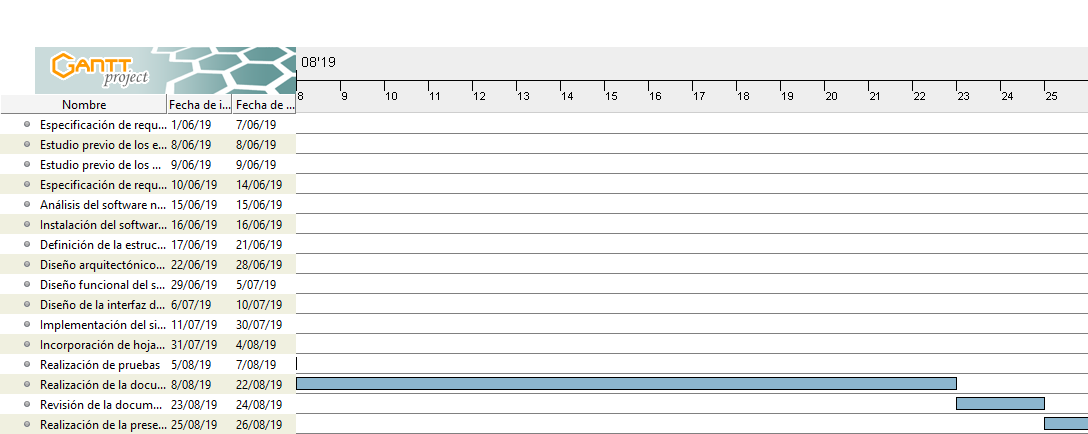 GANTT
project
08'19
8 9 10 11 12 13 14 15 16 17 18 19 20 21 22 23 24 25
Nombre Fecha de i... Fecha de ...
Especificación de requ... 1/06/19 7/06/19
Estudio previo de los e... 8/06/19 8/06/19
Estudio previo de los ... 9/06/19 9/06/19
Especificación de requ... 10/06/19 14/06/19
Análisis del software n... 15/06/19 15/06/19
Instalación del softwar... 16/06/19 16/06/19
Definición de la estruc... 17/06/19 21/06/19
Diseño arquitectónico... 22/06/19 28/06/19
Diseño funcional del s... 29/06/19 5/07/19
Diseño de la interfaz d... 6/07/19 10/07/19
Implementación del si... 11/07/19 30/07/19
Incorporación de hoja... 31/07/19 4/08/19
Realización de pruebas 5/08/19 7/08/19
Realización de la docu... 8/08/19 22/08/19
Revisión de la docum... 23/08/19 24/08/19
Realización de la prese... 25/08/19 26/08/19